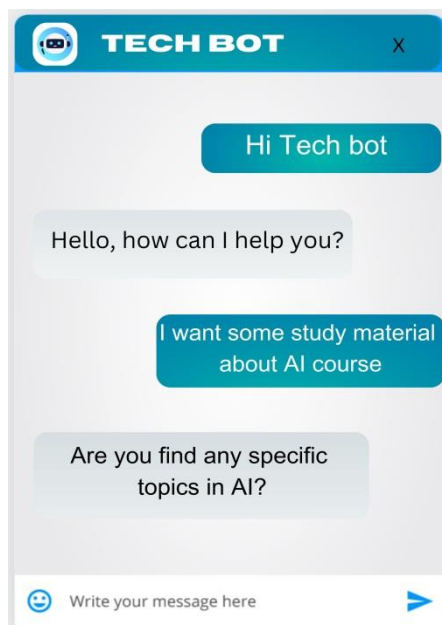 TECH BOT X
Hi Tech bot
Hello, how can I help you?
I want some study material
about AI course
Are you find any specific
topics in AI?
Write your message here